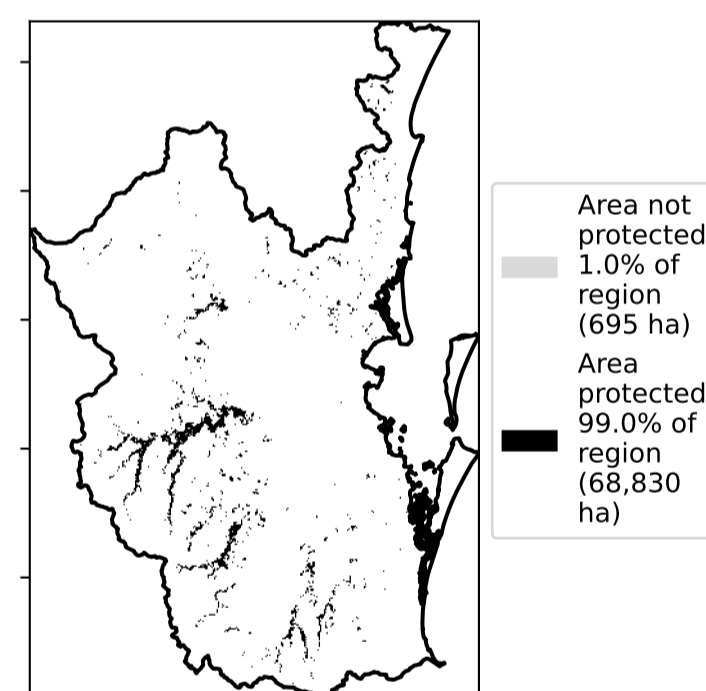 Area not
protected
1.0% of
region
(695 ha)
Area
protected
99.0% of
region
(68,830
ha)